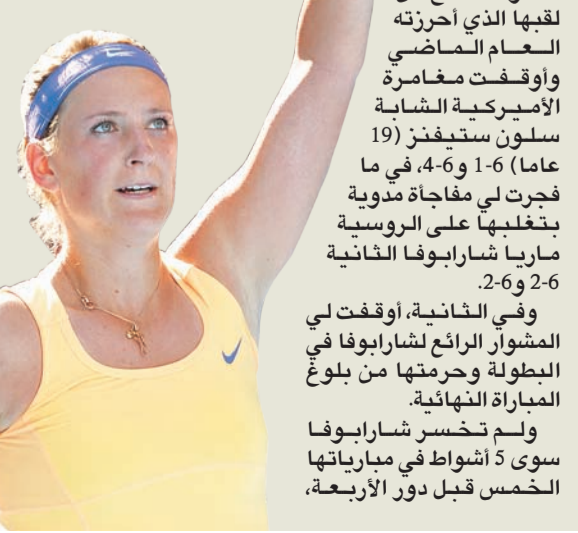 لقبها الذي أحرزته
العام الماضي
وأوقفت مغامرة
الأميركية الشابة
سلون ستيفنز (19
عاما) 6-1 و6-4، في ما
فجرت لي مفاجأة مدوية
بتغلبها على الروسية
ماريا شارابوفا الثانية
6-2 و6-2.
وفي الثانية، أوقفت لي
المشوار الرائع لشارابوفا في
البطولة وحرمتها من بلوغ
المباراة النهائية.
ولم تخسر شارابوفا
سوى 5 أشواط في مبارياتها
الخمس قبل دور الأربعة،